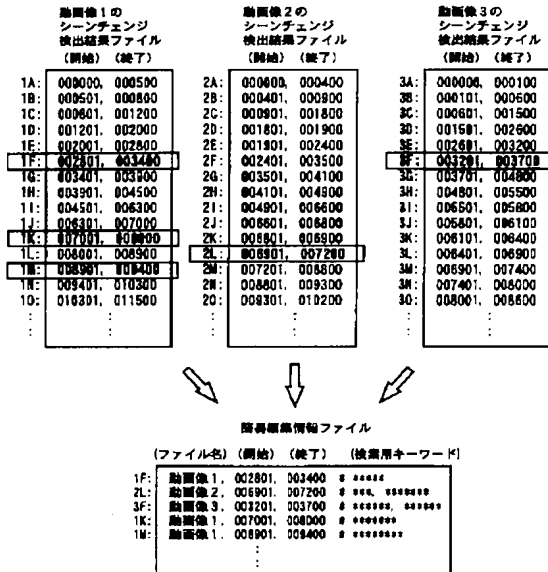 動画像1の
シーンチェンジ
検出結果ファイル
(開始) (終了)
1A: 000000, 000500
1B: 000501, 000600
1C: 000601, 001200
1D: 001201, 002000
1E: 002001, 002800
1F: 002801, 003400
1G: 003401, 003900
1H: 003901, 004500
1I: 004501, 006300
1J: 006301, 007000
1K: 007001, 008000
1L: 008001, 008900
1M: 008901, 009400
1N: 009401, 010300
1O: 010301, 011500
動画像2の
シーンチェンジ
検出結果ファイル
(開始) (終了)
2A: 000000, 000400
2B: 000401, 000900
2C: 000901, 001800
2D: 001801, 001900
2E: 001901, 002400
2F: 002401, 003500
2G: 003501, 004100
2H: 004101, 004900
2I: 004901, 006600
2J: 006601, 006800
2K: 006801, 006900
2L: 006901, 007200
2M: 007201, 008800
2N: 008801, 009300
2O: 009301, 010200
動画像3の
シーンチェンジ
検出結果ファイル
(開始) (終了)
3A: 000000, 000100
3B: 000101, 000600
3C: 000601, 001500
3D: 001501, 002600
3E: 002601, 003200
3F: 003201, 003700
3G: 003701, 004800
3H: 004801, 005500
3I: 005501, 005800
3J: 005801, 006100
3K: 006101, 006400
3L: 006401, 006900
3M: 006901, 007400
3N: 007401, 008000
3O: 008001, 008600
簡易編集情報ファイル
(ファイル名) (開始) (終了) (検索用キーワード)
1F: 動画像1, 002801, 003400 # *****
2L: 動画像2, 006901, 007200 # ***, *******
3F: 動画像3, 003201, 003700 # ******, ******
1K: 動画像1, 007001, 008000 # *******
1M: 動画像1, 008901, 009400 # ********